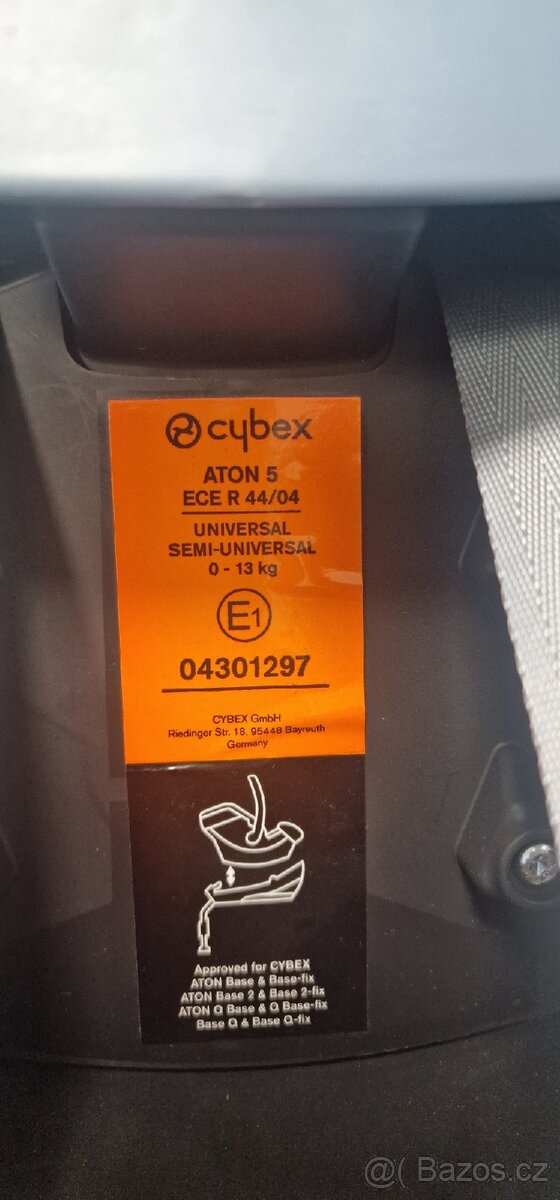 cybex
ATON 5
ECE R 44/04
UNIVERSAL
SEMI-UNIVERSAL
0 - 13 kg
E1
04301297
CYBEX GmbH
Riedinger Str. 18, 95448 Bayreuth
Germany
Approved for CYBEX
ATON Base & Base-fix
ATON Base 2 & Base 2-fix
ATON Q Base & Q Base-fix
Base Q & Base Q-fix
@( Bazoš.cz